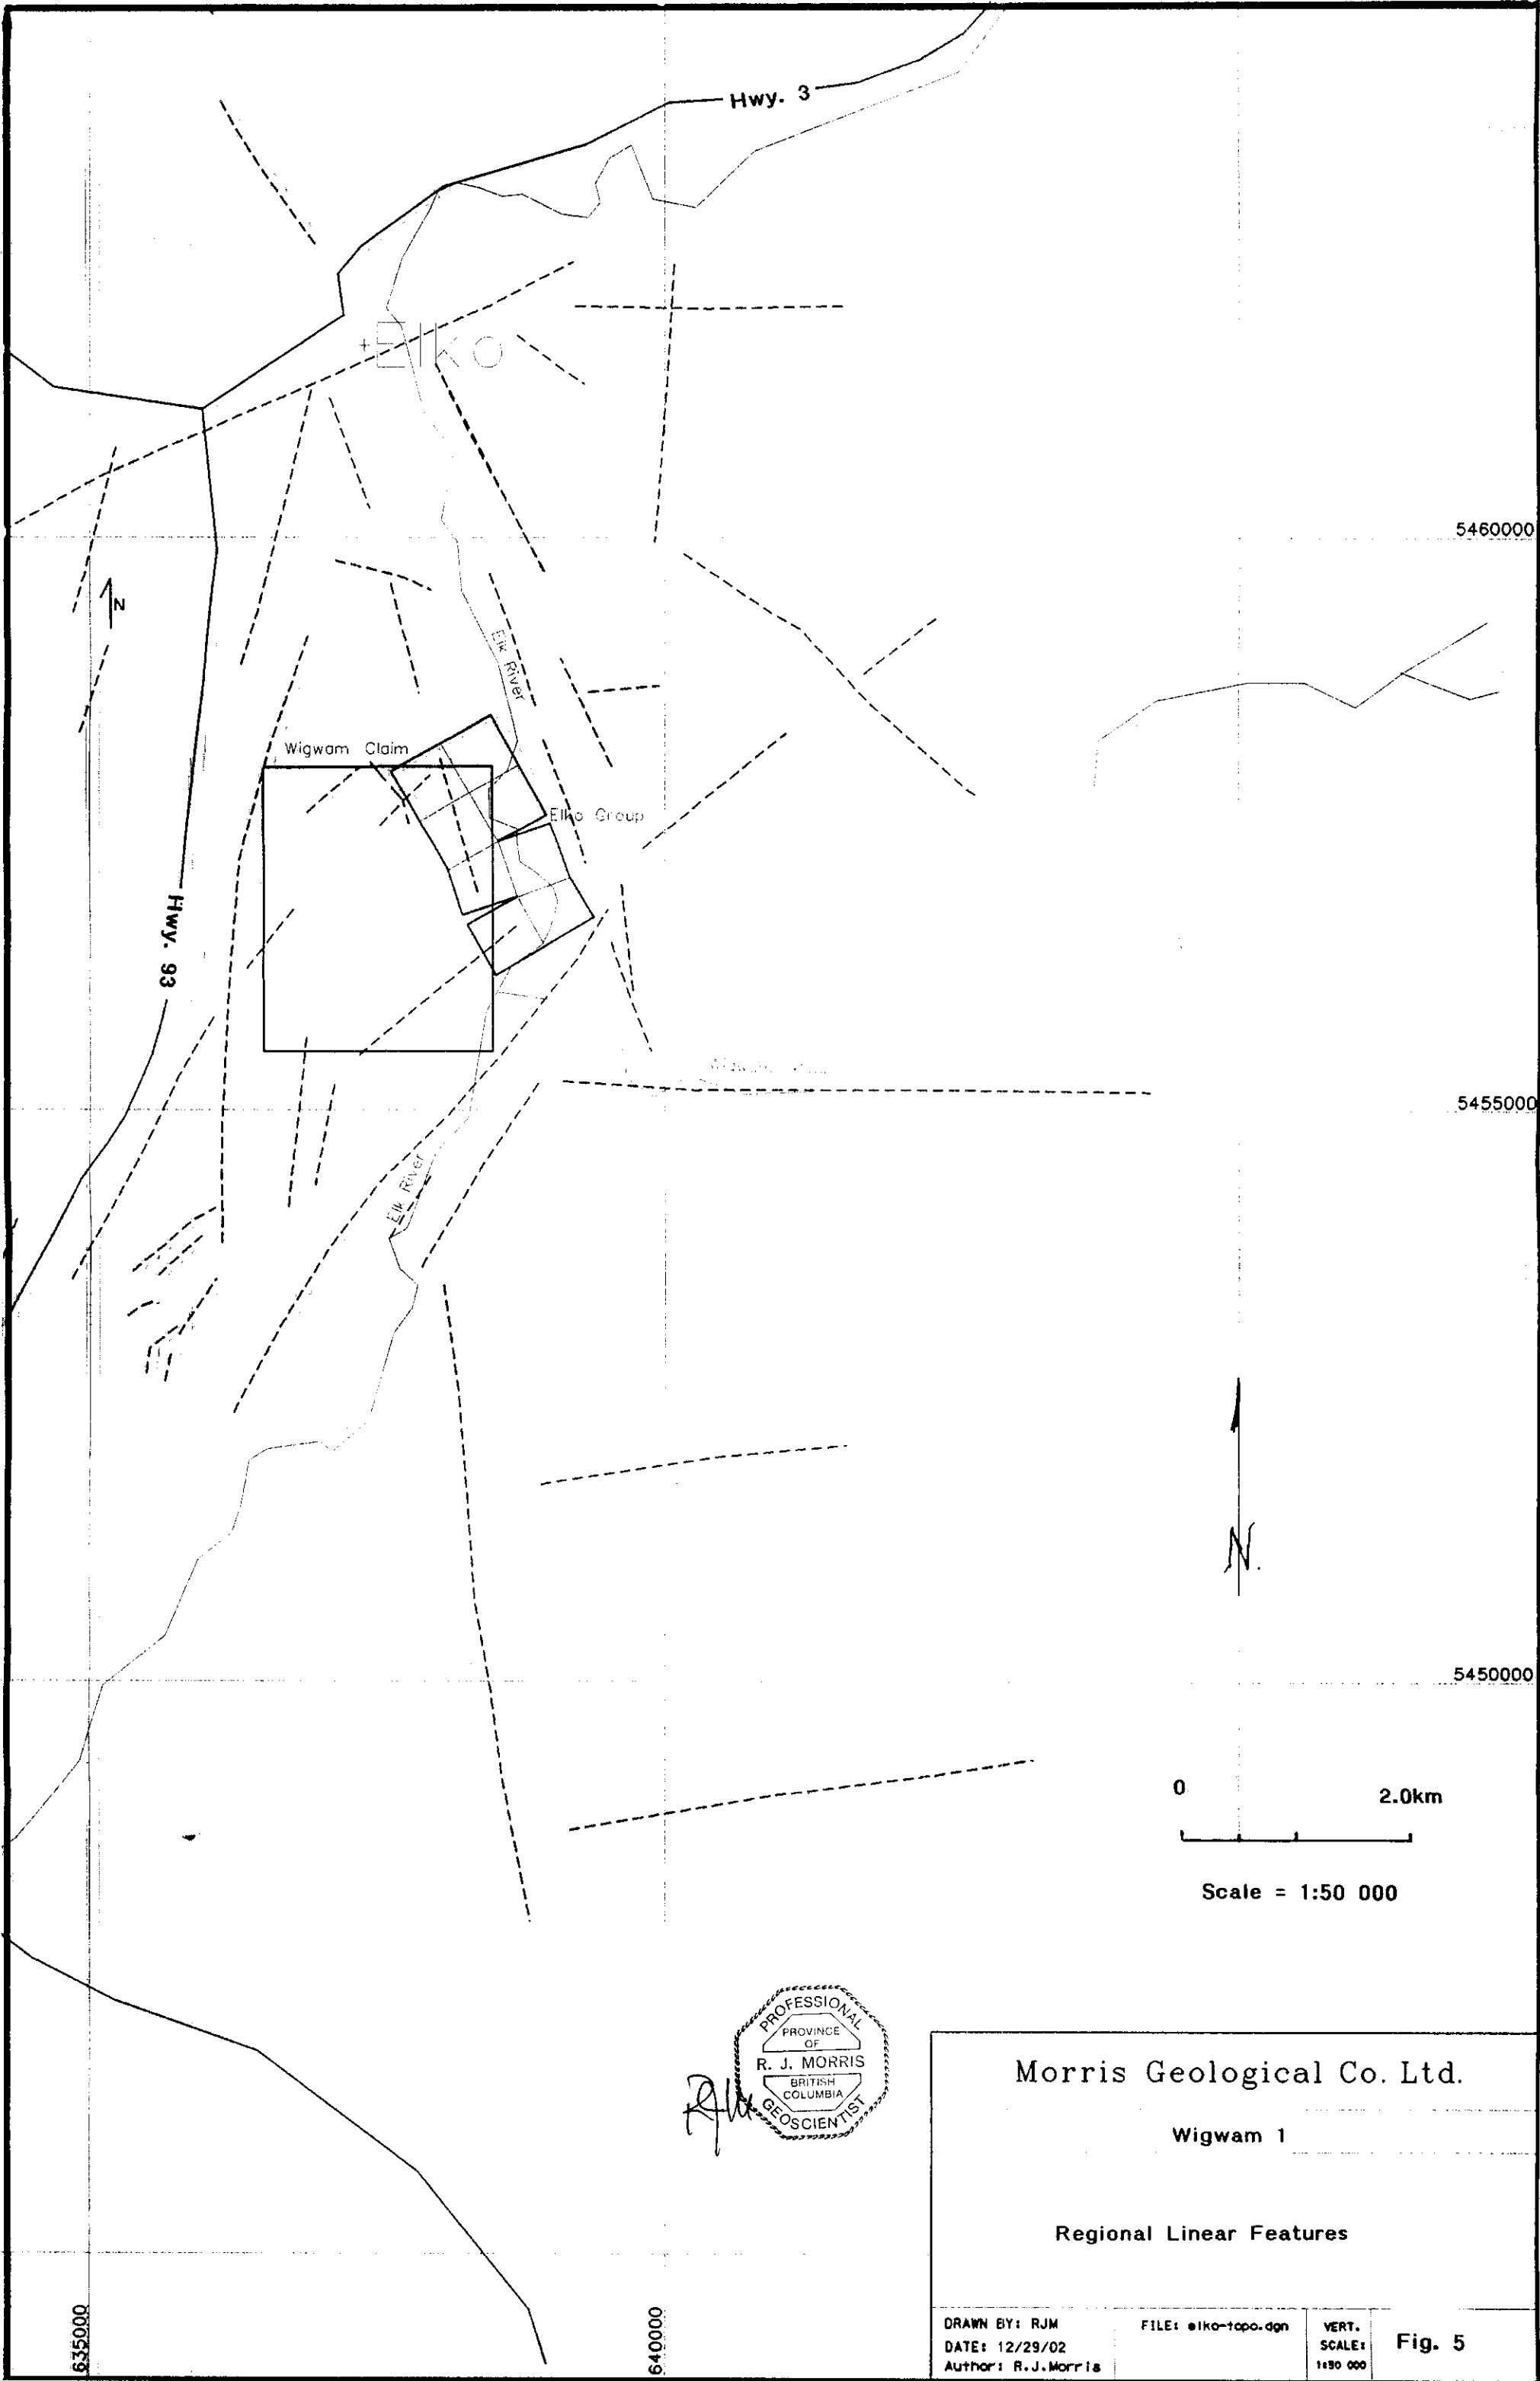 Hwy. 3
+Elko
5460000
N
Elk River
Wigwam Claim
Elko Group
Hwy. 93
5455000
Elk River
N.
5450000
0 2.0km
Scale = 1:50 000
PROFESSIONAL
PROVINCE
OF
R. J. MORRIS
BRITISH
COLUMBIA
GEOSCIENTIST
Morris Geological Co. Ltd.
Wigwam 1
Regional Linear Features
635000
640000
DRAWN BY: RJM
DATE: 12/29/02
Author: R.J.Morris
FILE: elko-topo.dgn
VERT.
SCALE:
1:50 000
Fig. 5